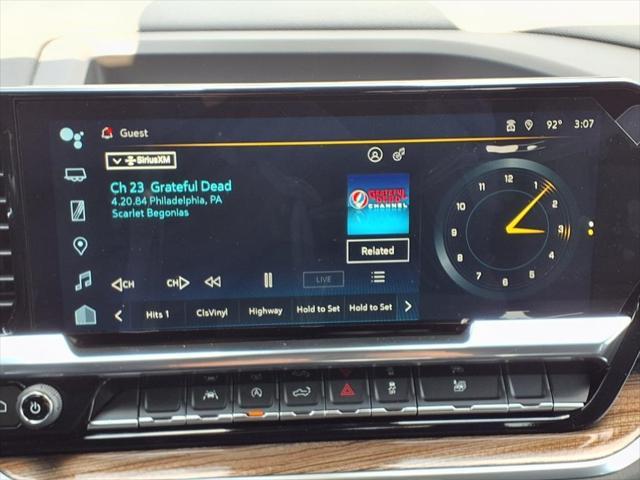 Guest
92° 3:07
SiriusXM
Ch 23 Grateful Dead
4.20.84 Philadelphia, PA
Scarlet Begonias
GRATEFUL DEAD
CHANNEL
Related
12
1
2
3
4
5
6
7
8
9
10
11
CH
CH
LIVE
Hits 1 ClsVinyl Highway Hold to Set Hold to Set